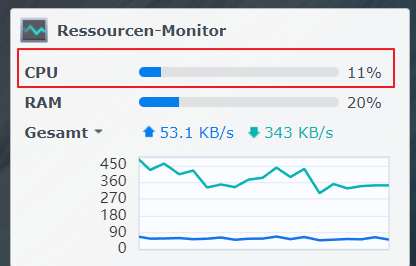 Ressourcen-Monitor
CPU 11%
RAM 20%
Gesamt 53.1 KB/s 343 KB/s
450
360
270
180
90
0